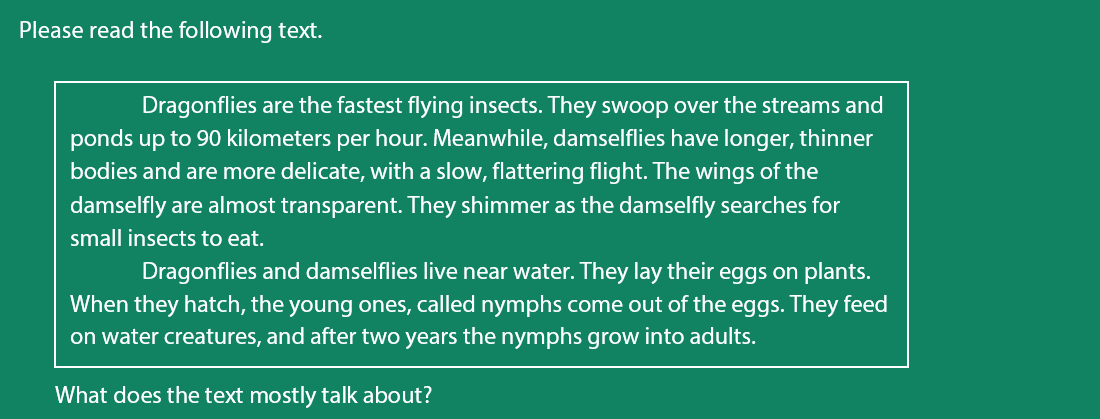 Please read the following text.
Dragonflies are the fastest flying insects. They swoop over the streams and
ponds up to 90 kilometers per hour. Meanwhile, damselflies have longer, thinner
bodies and are more delicate, with a slow, flattering flight. The wings of the
damselfly are almost transparent. They shimmer as the damselfly searches for
small insects to eat.
Dragonflies and damselflies live near water. They lay their eggs on plants.
When they hatch, the young ones, called nymphs come out of the eggs. They feed
on water creatures, and after two years the nymphs grow into adults.
What does the text mostly talk about?